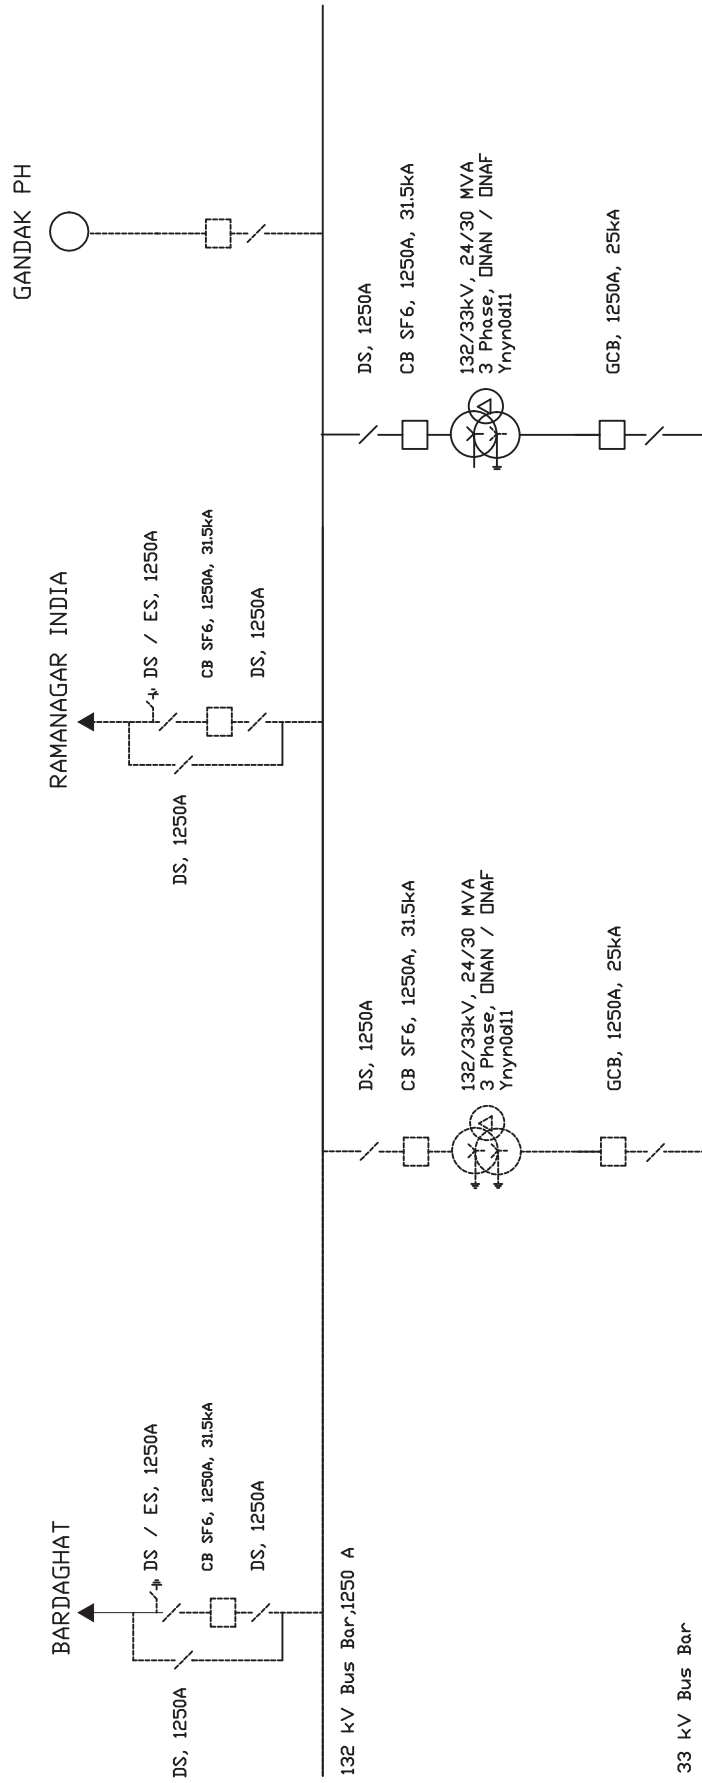 BARDAGHAT
DS, 1250A
DS / ES, 1250A
CB SF6, 1250A, 31.5kA
DS, 1250A
RAMANAGAR INDIA
DS, 1250A
DS / ES, 1250A
CB SF6, 1250A, 31.5kA
DS, 1250A
GANDAK PH
132 kV Bus Bar,1250 A
DS, 1250A
CB SF6, 1250A, 31.5kA
132/33kV, 24/30 MVA
3 Phase, ONAN / ONAF
Ynyn0d11
GCB, 1250A, 25kA
DS, 1250A
CB SF6, 1250A, 31.5kA
132/33kV, 24/30 MVA
3 Phase, ONAN / ONAF
Ynyn0d11
GCB, 1250A, 25kA
33 kV Bus Bar